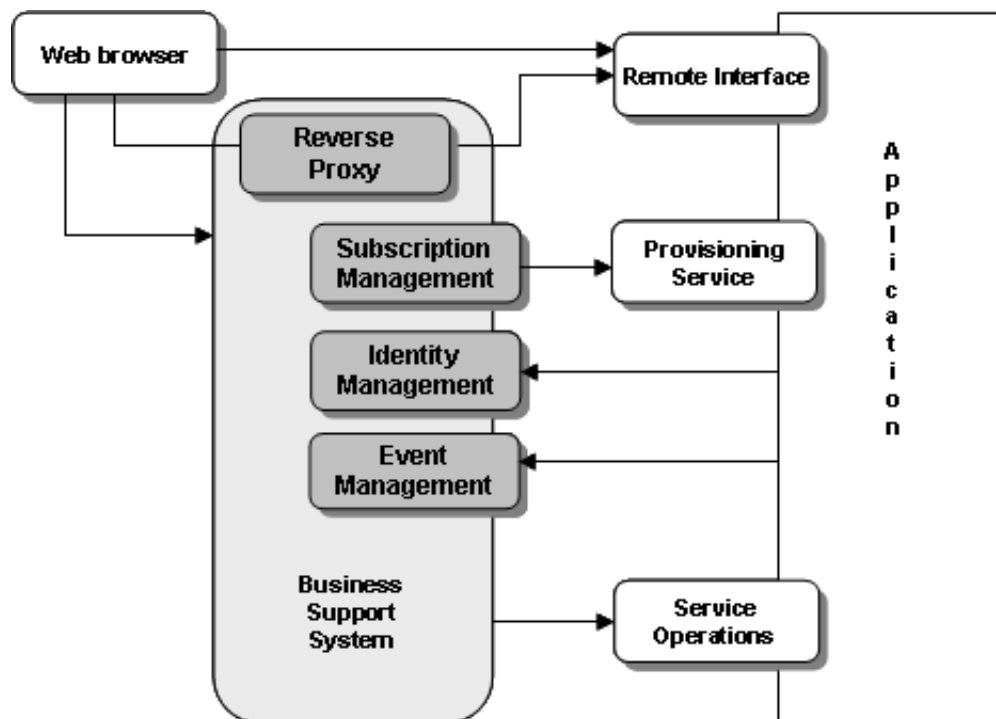 Web browser
Remote Interface
Reverse
Proxy
Subscription
Management
Provisioning
Service
Identity
Management
Event
Management
Business
Support
System
Service
Operations
Application